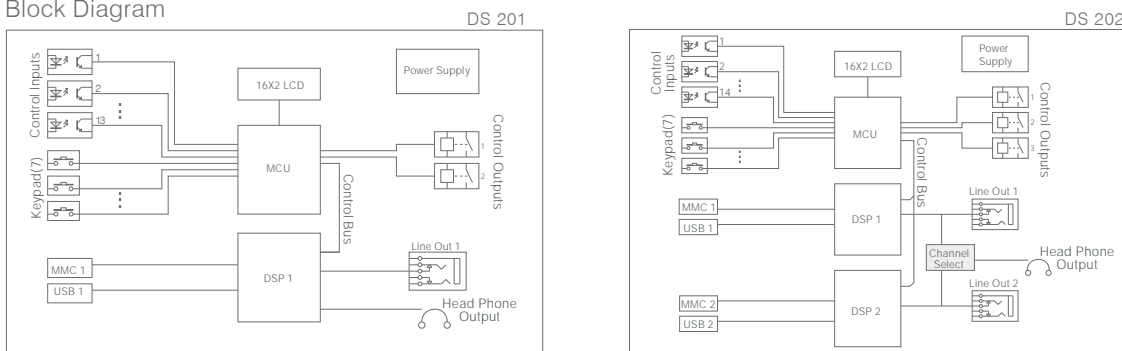 Block Diagram
DS 201
Control Inputs
1
2
13
Keypad(7)
16X2 LCD
MCU
Power Supply
Control Outputs
1
2
Control Bus
DSP 1
MMC 1
USB 1
Line Out 1
Head Phone
Output
DS 202
Control
Inputs
1
2
14
Keypad(7)
16X2 LCD
MCU
Power
Supply
Control Outputs
1
2
3
Control Bus
MMC 1
USB 1
DSP 1
Line Out 1
Channel
Select
Head Phone
Output
MMC 2
USB 2
DSP 2
Line Out 2